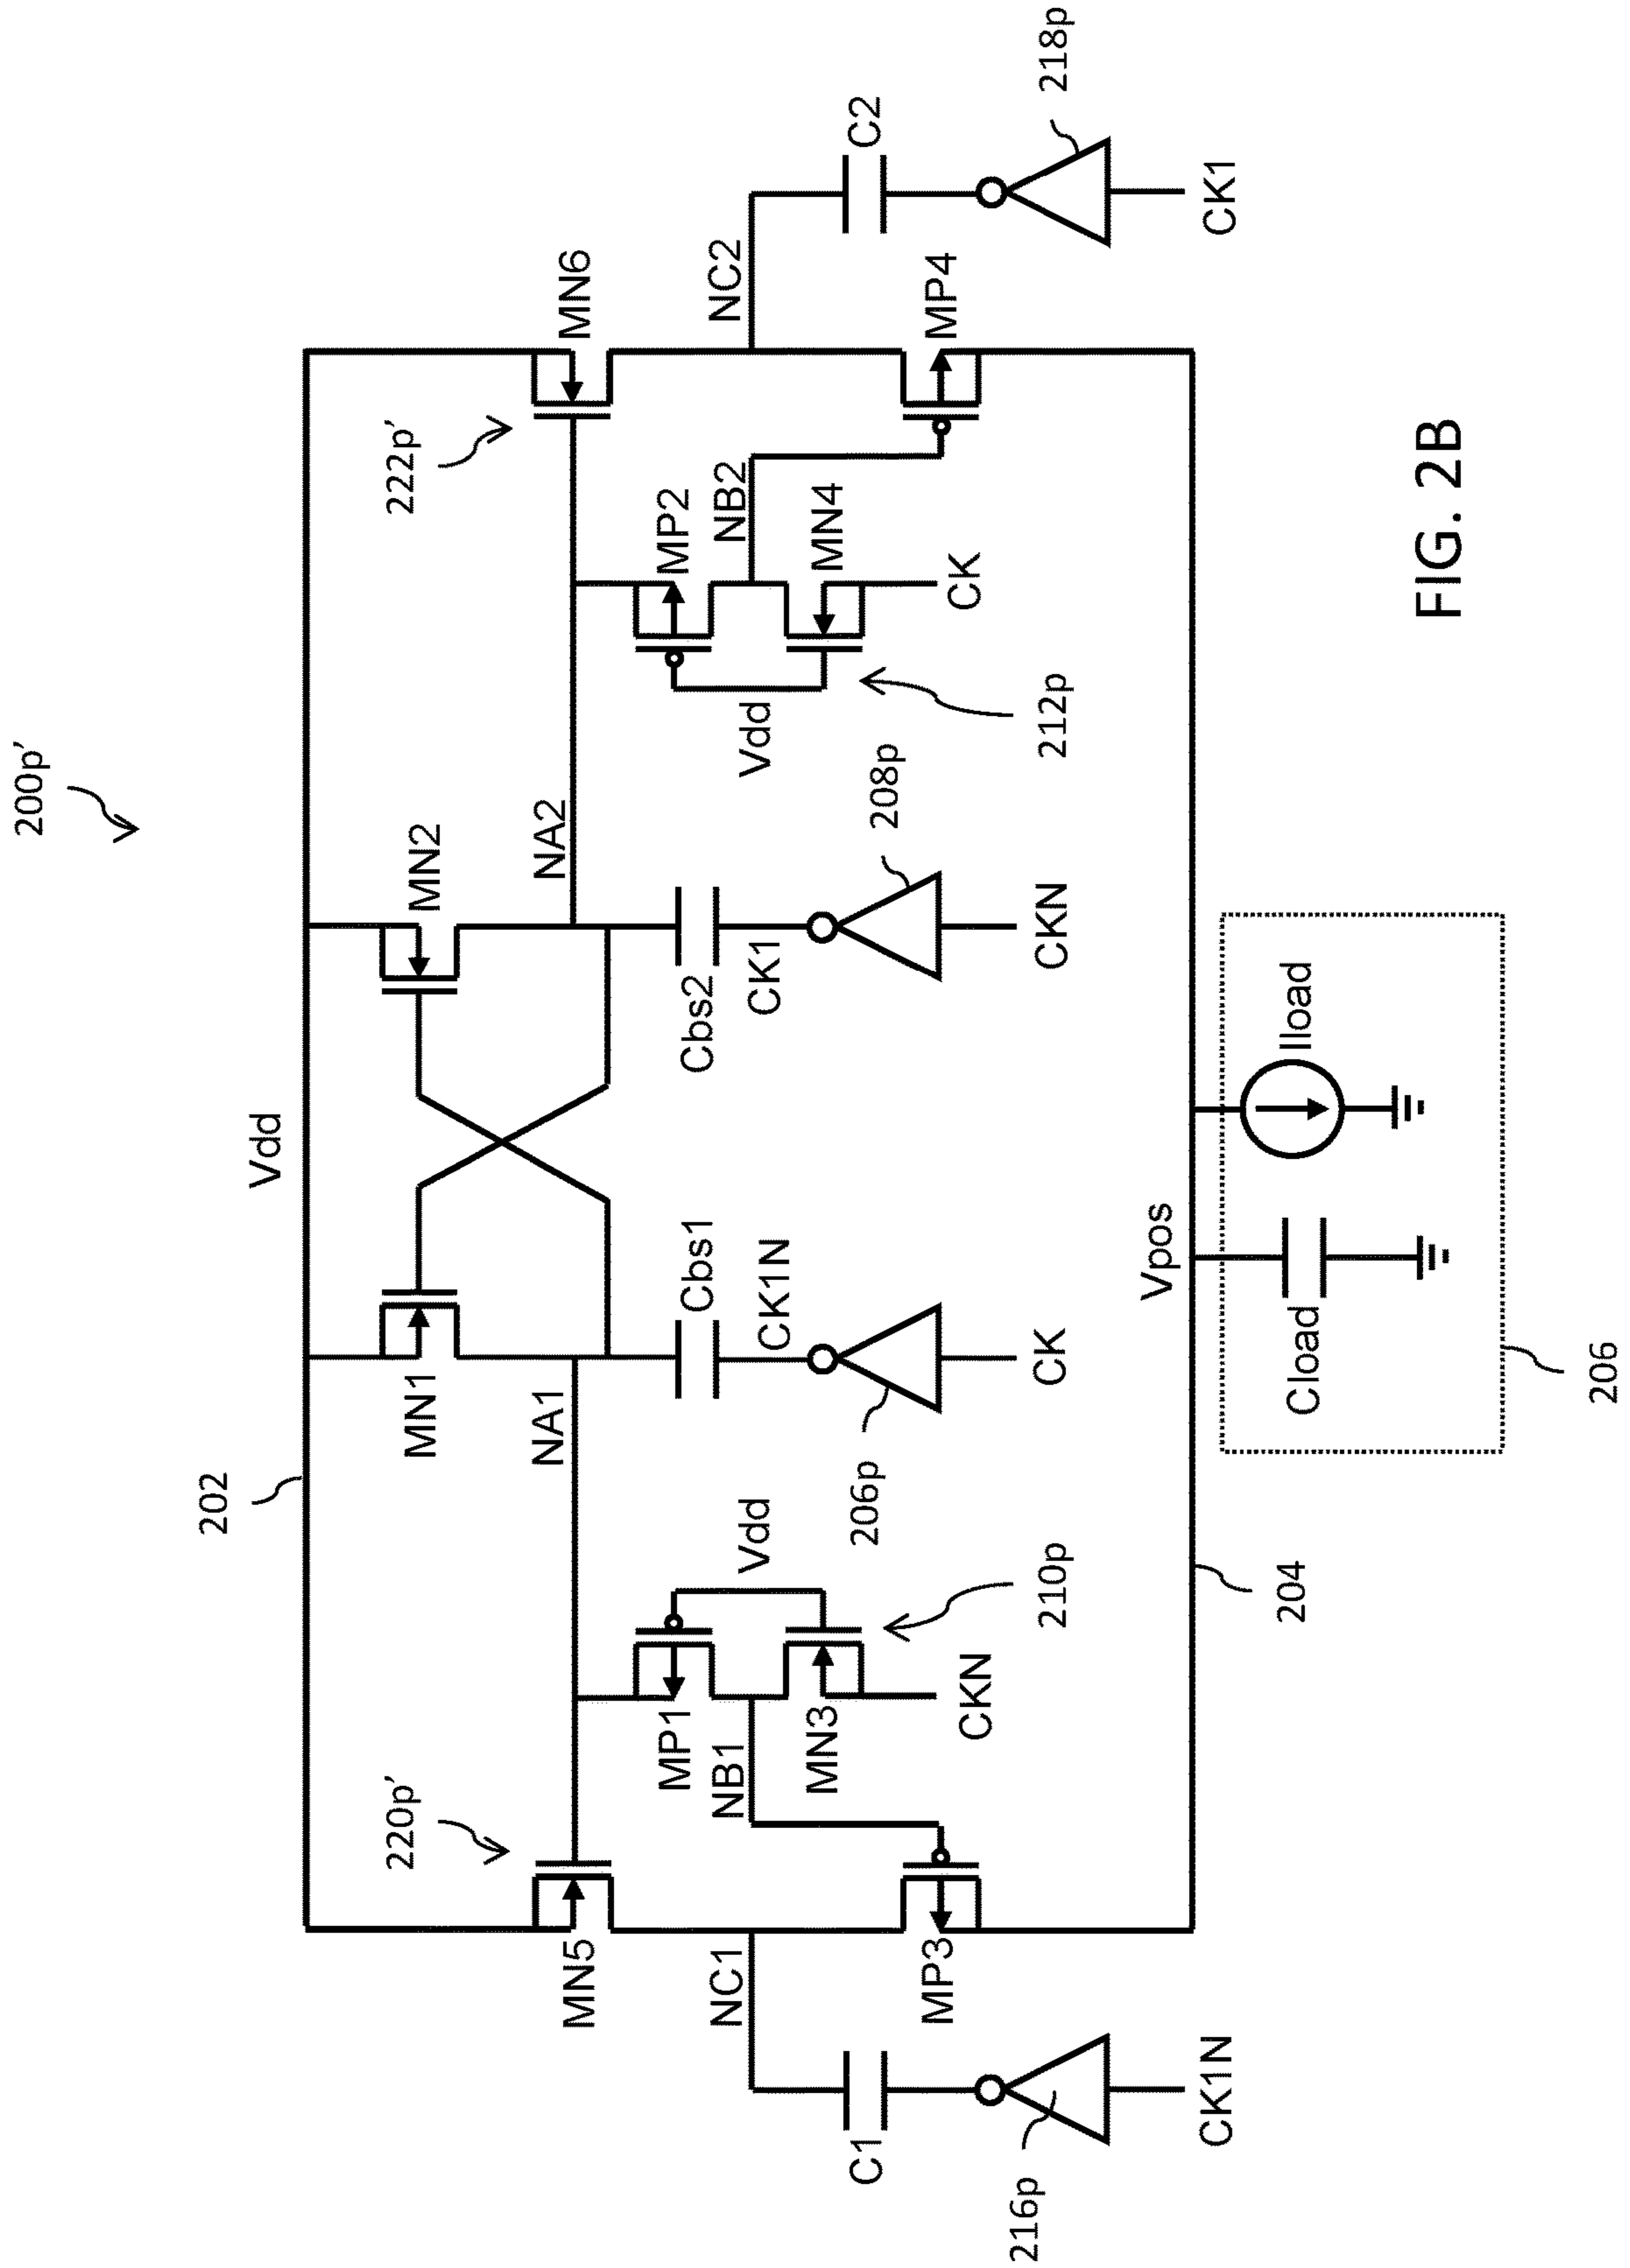 200p’
Vdd
202
MN1
MN2
220p’
222p’
MN5
NA1
NA2
MN6
MP1
Cbs1
Cbs2
MP2
NC1
NB1
Vdd
CK1N
CK1
Vdd
NB2
NC2
MN3
MN4
C1
206p
208p
C2
MP3
CKN
CK
MP4
216p
210p
CK
CKN
212p
218p
CK1N
Vpos
CK1
204
Cload
Iload
206
FIG. 2B